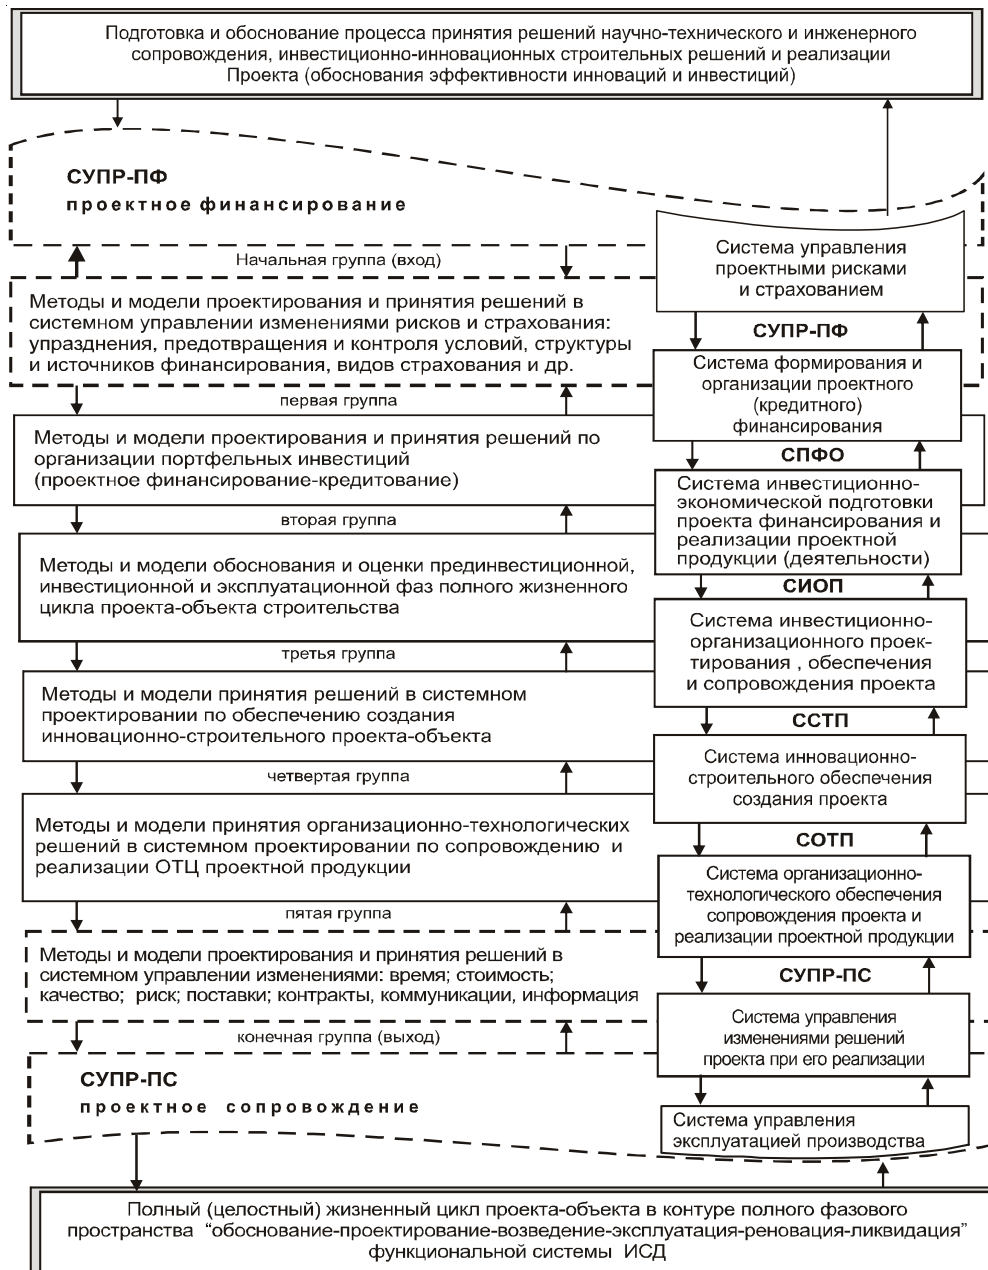 Подготовка и обоснование процесса принятия решений научно-технического и инженерного
сопровождения, инвестиционно-инновационных строительных решений и реализации
Проекта (обоснования эффективности инноваций и инвестиций)
СУПР-ПФ
проектное финансирование
Начальная группа (вход)
Методы и модели проектирования и принятия решений в
системном управлении изменениями рисков и страхования:
упразднения, предотвращения и контроля условий, структуры
и источников финансирования, видов страхования и др.
первая группа
Методы и модели проектирования и принятия решений по
организации портфельных инвестиций
(проектное финансирование-кредитование)
вторая группа
Методы и модели обоснования и оценки прединвестиционной,
инвестиционной и эксплуатационной фаз полного жизненного
цикла проекта-объекта строительства
третья группа
Методы и модели принятия решений в системном
проектировании по обеспечению создания
инновационно-строительного проекта-объекта
четвертая группа
Методы и модели принятия организационно-технологических
решений в системном проектировании по сопровождению и
реализации ОТЦ проектной продукции
пятая группа
Методы и модели проектирования и принятия решений в
системном управлении изменениями: время; стоимость;
качество; риск; поставки; контракты, коммуникации, информация
конечная группа (выход)
СУПР-ПС
проектное сопровождение
Система управления
проектными рисками
и страхованием
СУПР-ПФ
Система формирования и
организации проектного
(кредитного)
финансирования
СПФО
Система инвестиционно-
экономической подготовки
проекта финансирования и
реализации проектной
продукции (деятельности)
СИОП
Система инвестиционно-
организационного проек-
тирования , обеспечения
и сопровождения проекта
ССТП
Система инновационно-
строительного обеспечения
создания проекта
СОТП
Система организационно-
технологического обеспечения
сопровождения проекта и
реализации проектной продукции
СУПР-ПС
Система управления
изменениями решений
проекта при его реализации
Система управления
эксплуатацией производства
Полный (целостный) жизненный цикл проекта-объекта в контуре полного фазового
пространства “обоснование-проектирование-возведение-эксплуатация-реновация-ликвидация”
функциональной системы ИСД